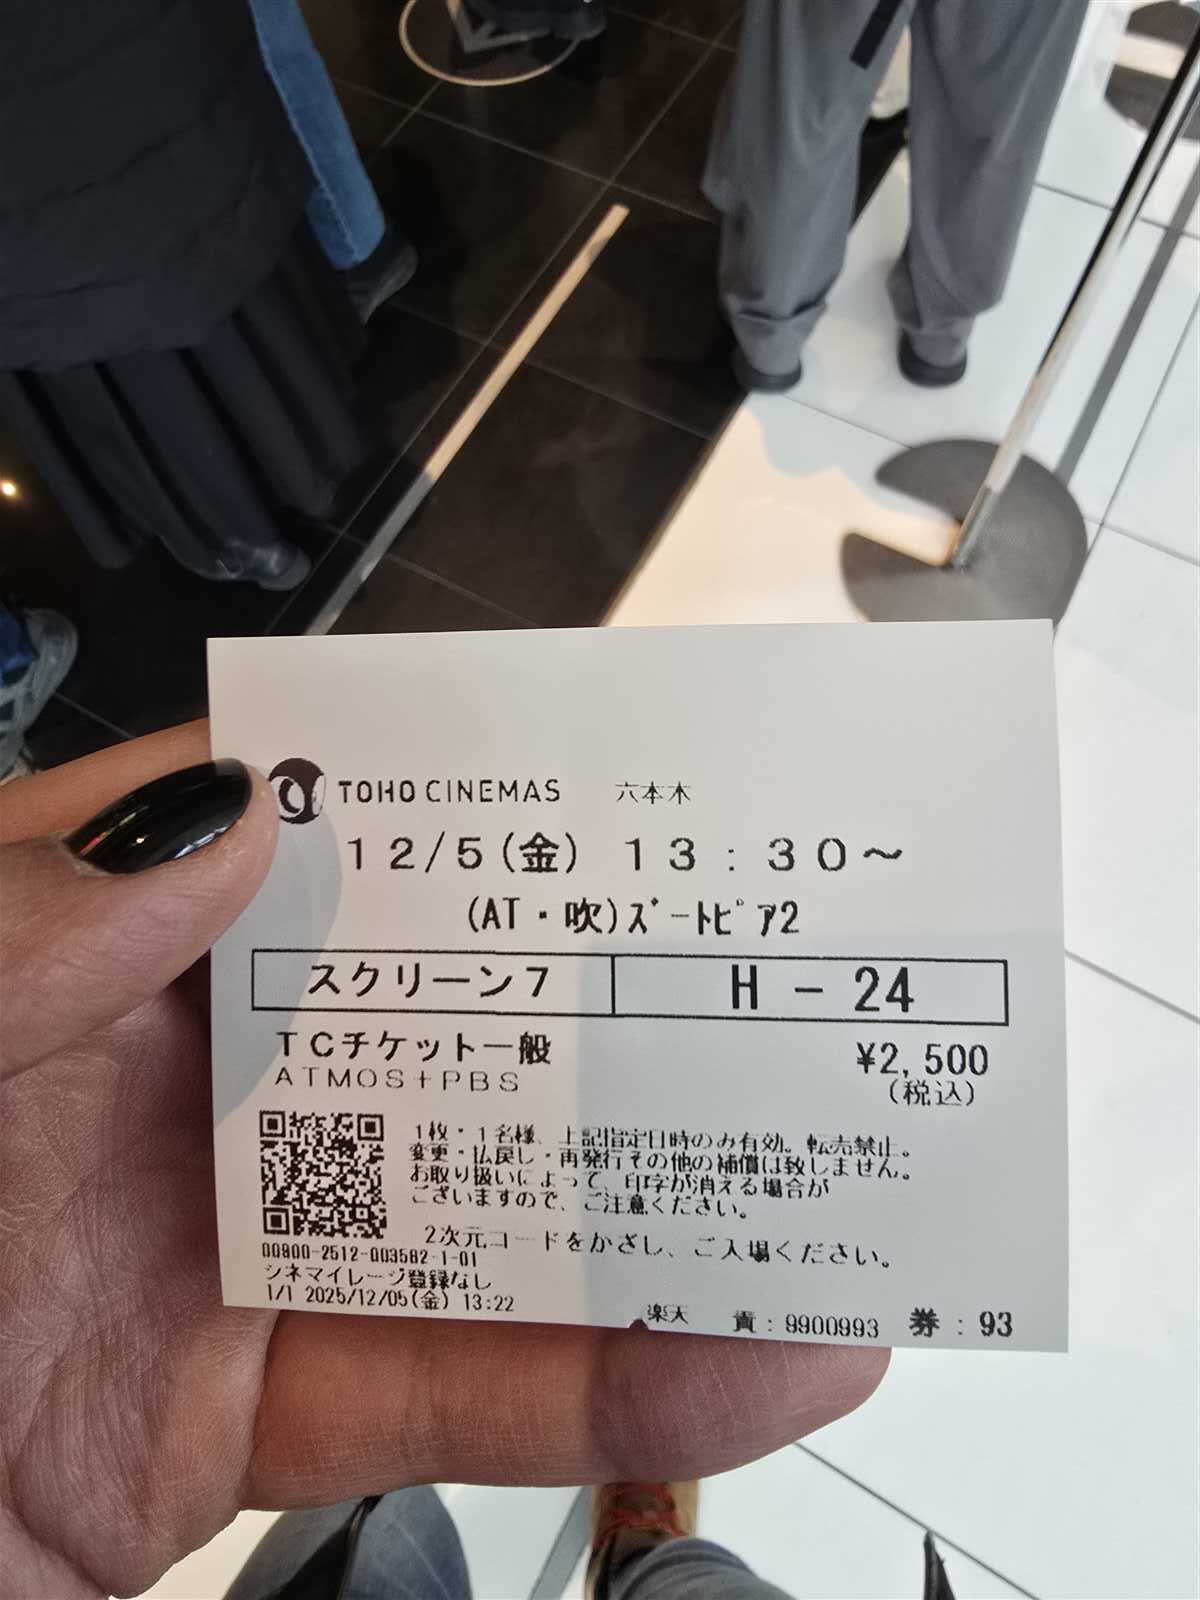 TOHO CINEMAS 六本木
12/5(金) 13:30～
(AT・吹)ズートピア2
スクリーン7 H-24
TCチケット一般 ¥2,500
ATMOS+PBS (税込)
1枚・1名様、上記指定日時のみ有効。転売禁止。
変更・払戻し・再発行その他の補償は致しません。
お取り扱いによって、印字が消える場合が
ございますので、ご注意ください。
2次元コードをかざし、ご入場ください。
00900-2512-003582-1-01
シネマイレージ登録なし
1/1 2025/12/05(金) 13:22
楽天 責:9900993 券:93